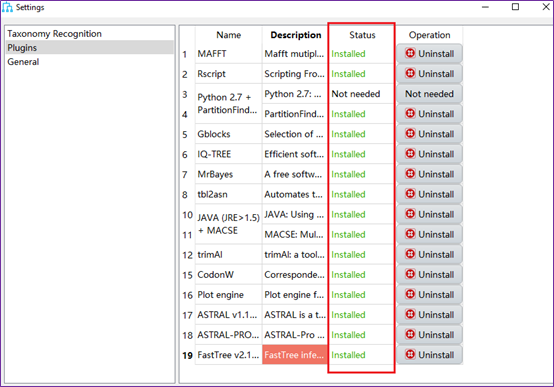 Settings
Taxonomy Recognition
Plugins
General
Name Description Status Operation
1 MAFFT Mafft mutipl... Installed Uninstall
2 Rscript Scripting Fro... Installed Uninstall
3 Python 2.7 + PartitionFind... Python 2.7: ... Not needed Not needed
4 PartitionFind... Installed Uninstall
5 Gblocks Selection of ... Installed Uninstall
6 IQ-TREE Efficient soft... Installed Uninstall
7 MrBayes A free softw... Installed Uninstall
8 tbl2asn Automates t... Installed Uninstall
10 JAVA (JRE>1.5) + MACSE JAVA: Using ... Installed Uninstall
11 MACSE: Mul... Installed Uninstall
12 trimAl trimAl: a tool... Installed Uninstall
15 CodonW Corresponde... Installed Uninstall
16 Plot engine Plot engine f... Installed Uninstall
17 ASTRAL v1.1... ASTRAL is a t... Installed Uninstall
18 ASTRAL-PRO... ASTRAL-Pro ... Installed Uninstall
19 FastTree v2.1... FastTree infe... Installed Uninstall